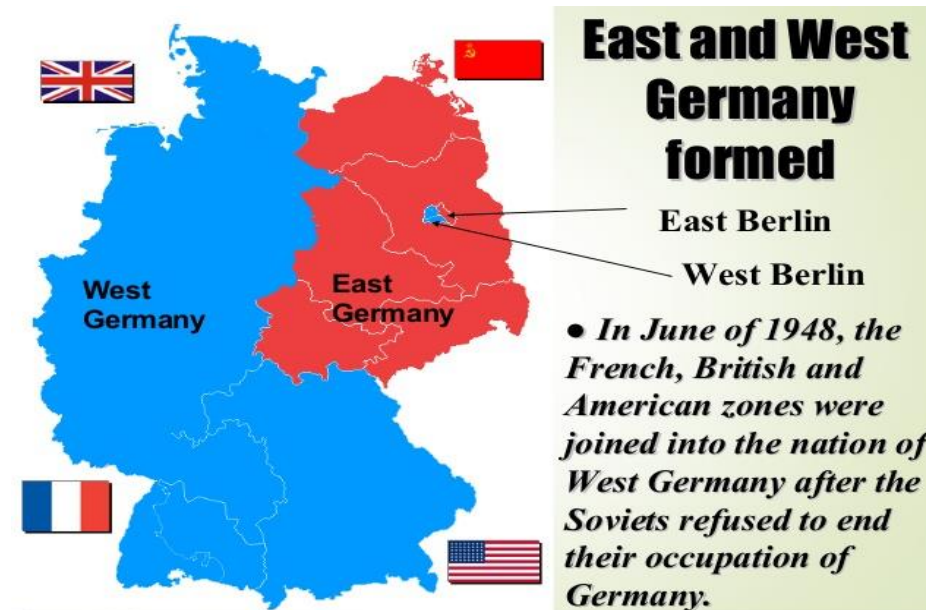 East and West
Germany
formed
East Berlin
West Berlin
West
Germany
East
Germany
● In June of 1948, the
French, British and
American zones were
joined into the nation of
West Germany after the
Soviets refused to end
their occupation of
Germany.